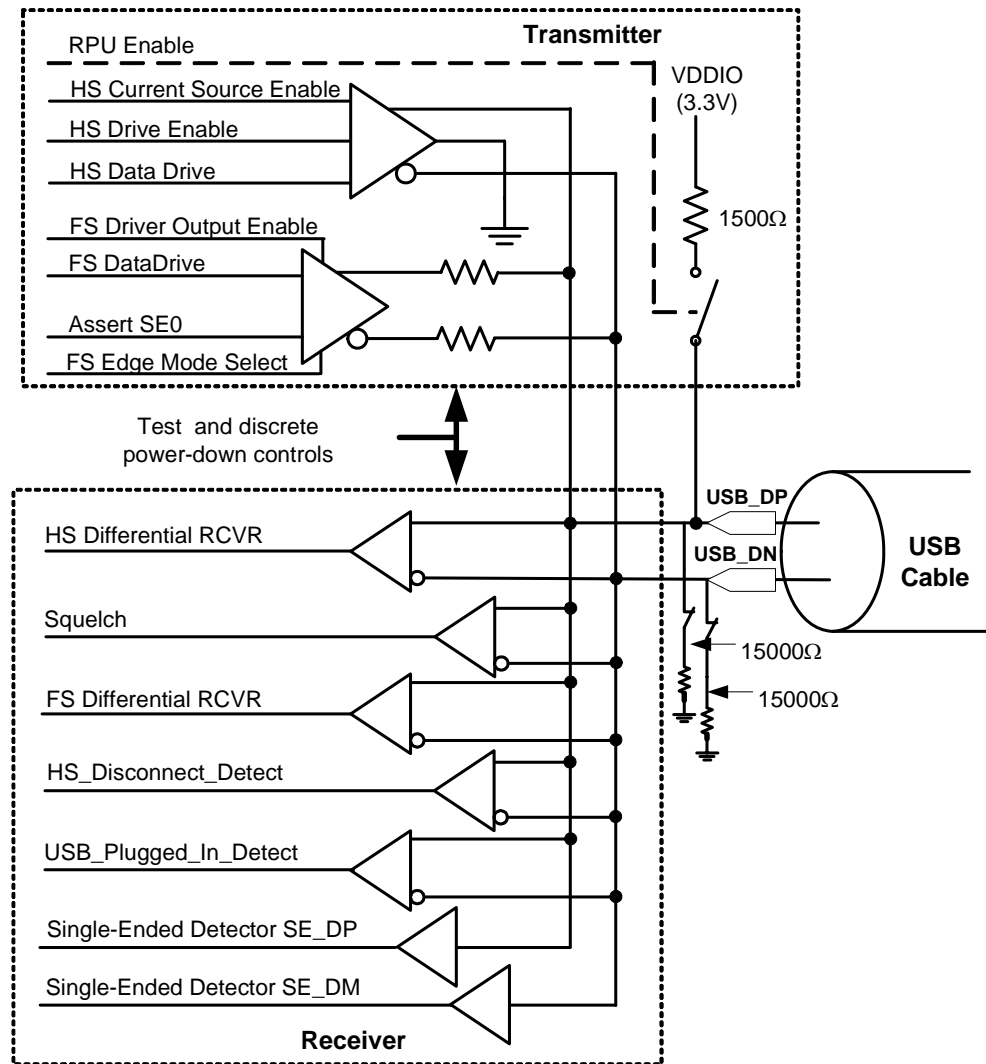 Transmitter
RPU Enable
VDDIO
(3.3V)
HS Current Source Enable
HS Drive Enable
HS Data Drive
1500Ω
FS Driver Output Enable
FS DataDrive
Assert SE0
FS Edge Mode Select
Test and discrete
power-down controls
USB_DP
HS Differential RCVR
USB_DN
USB
Cable
Squelch
15000Ω
FS Differential RCVR
15000Ω
HS_Disconnect_Detect
USB_Plugged_In_Detect
Single-Ended Detector SE_DP
Single-Ended Detector SE_DM
Receiver